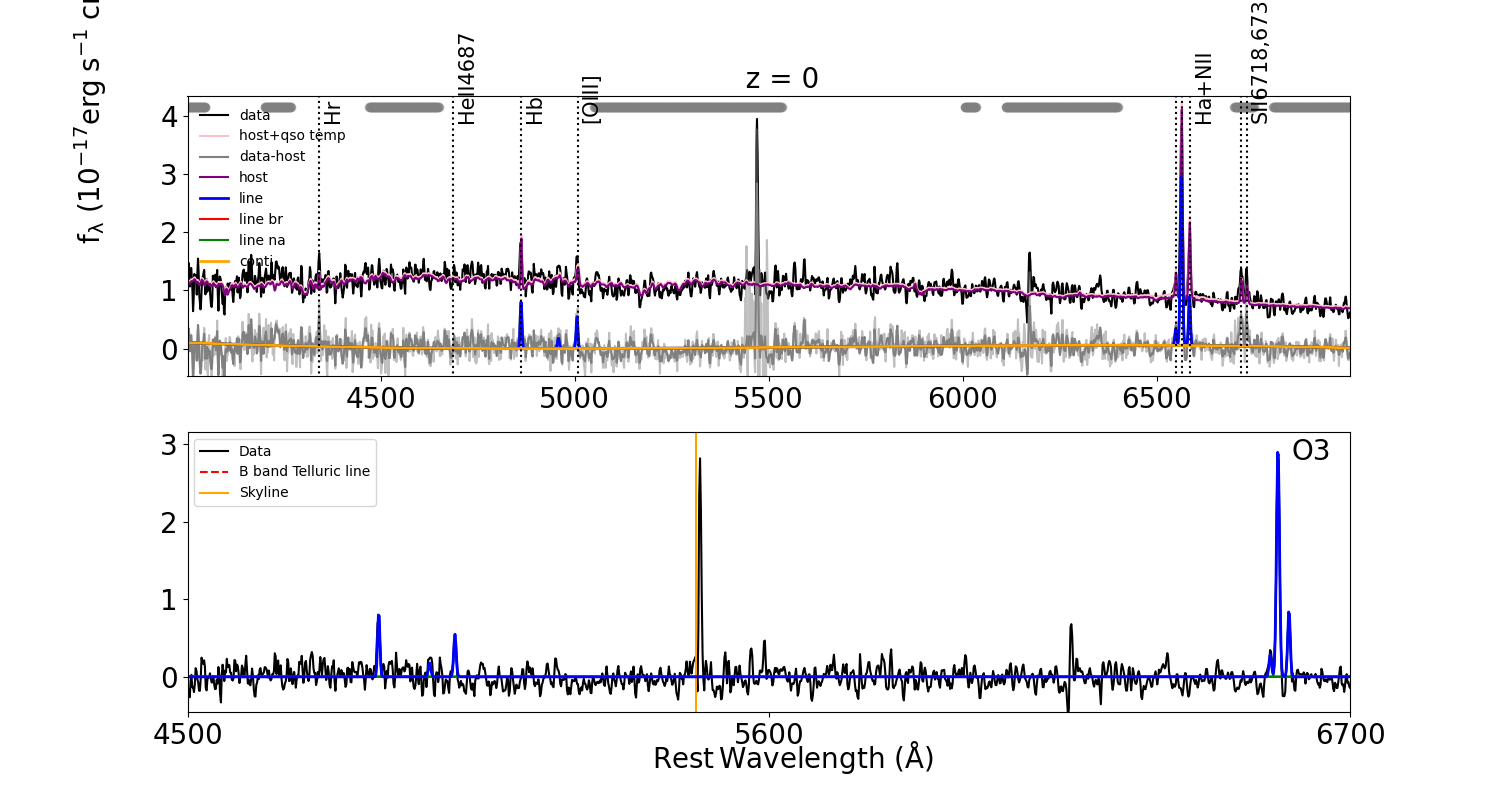 z = 0
f_λ (10^−17 erg s^−1
Hr
HeII4687
Hb
[OIII]
Ha+NII
SII6718,673
4
3
2
1
0
data
host+qso temp
data-host
host
line
line br
line na
conti
4500
5000
5500
6000
6500
3
2
1
0
Data
B band Telluric line
Skyline
O3
4500
5600
6700
Rest Wavelength (Å)